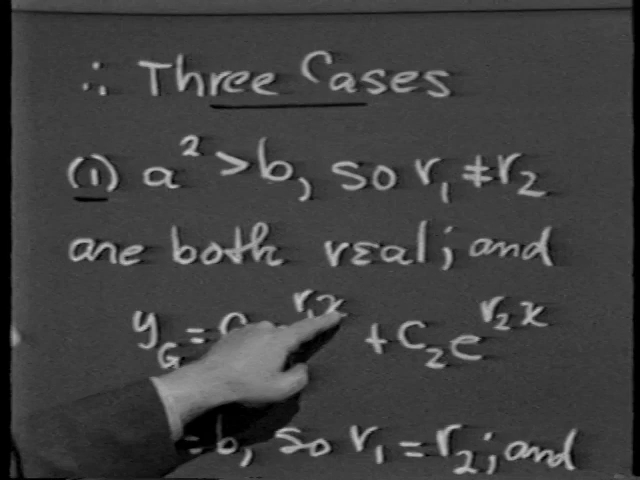 ∴ Three Cases
(1) a² > b, so r₁ ≠ r₂
are both real; and
y_G = C r₁x + C₂e^{r₂x}
= b, so r₁ = r₂; and